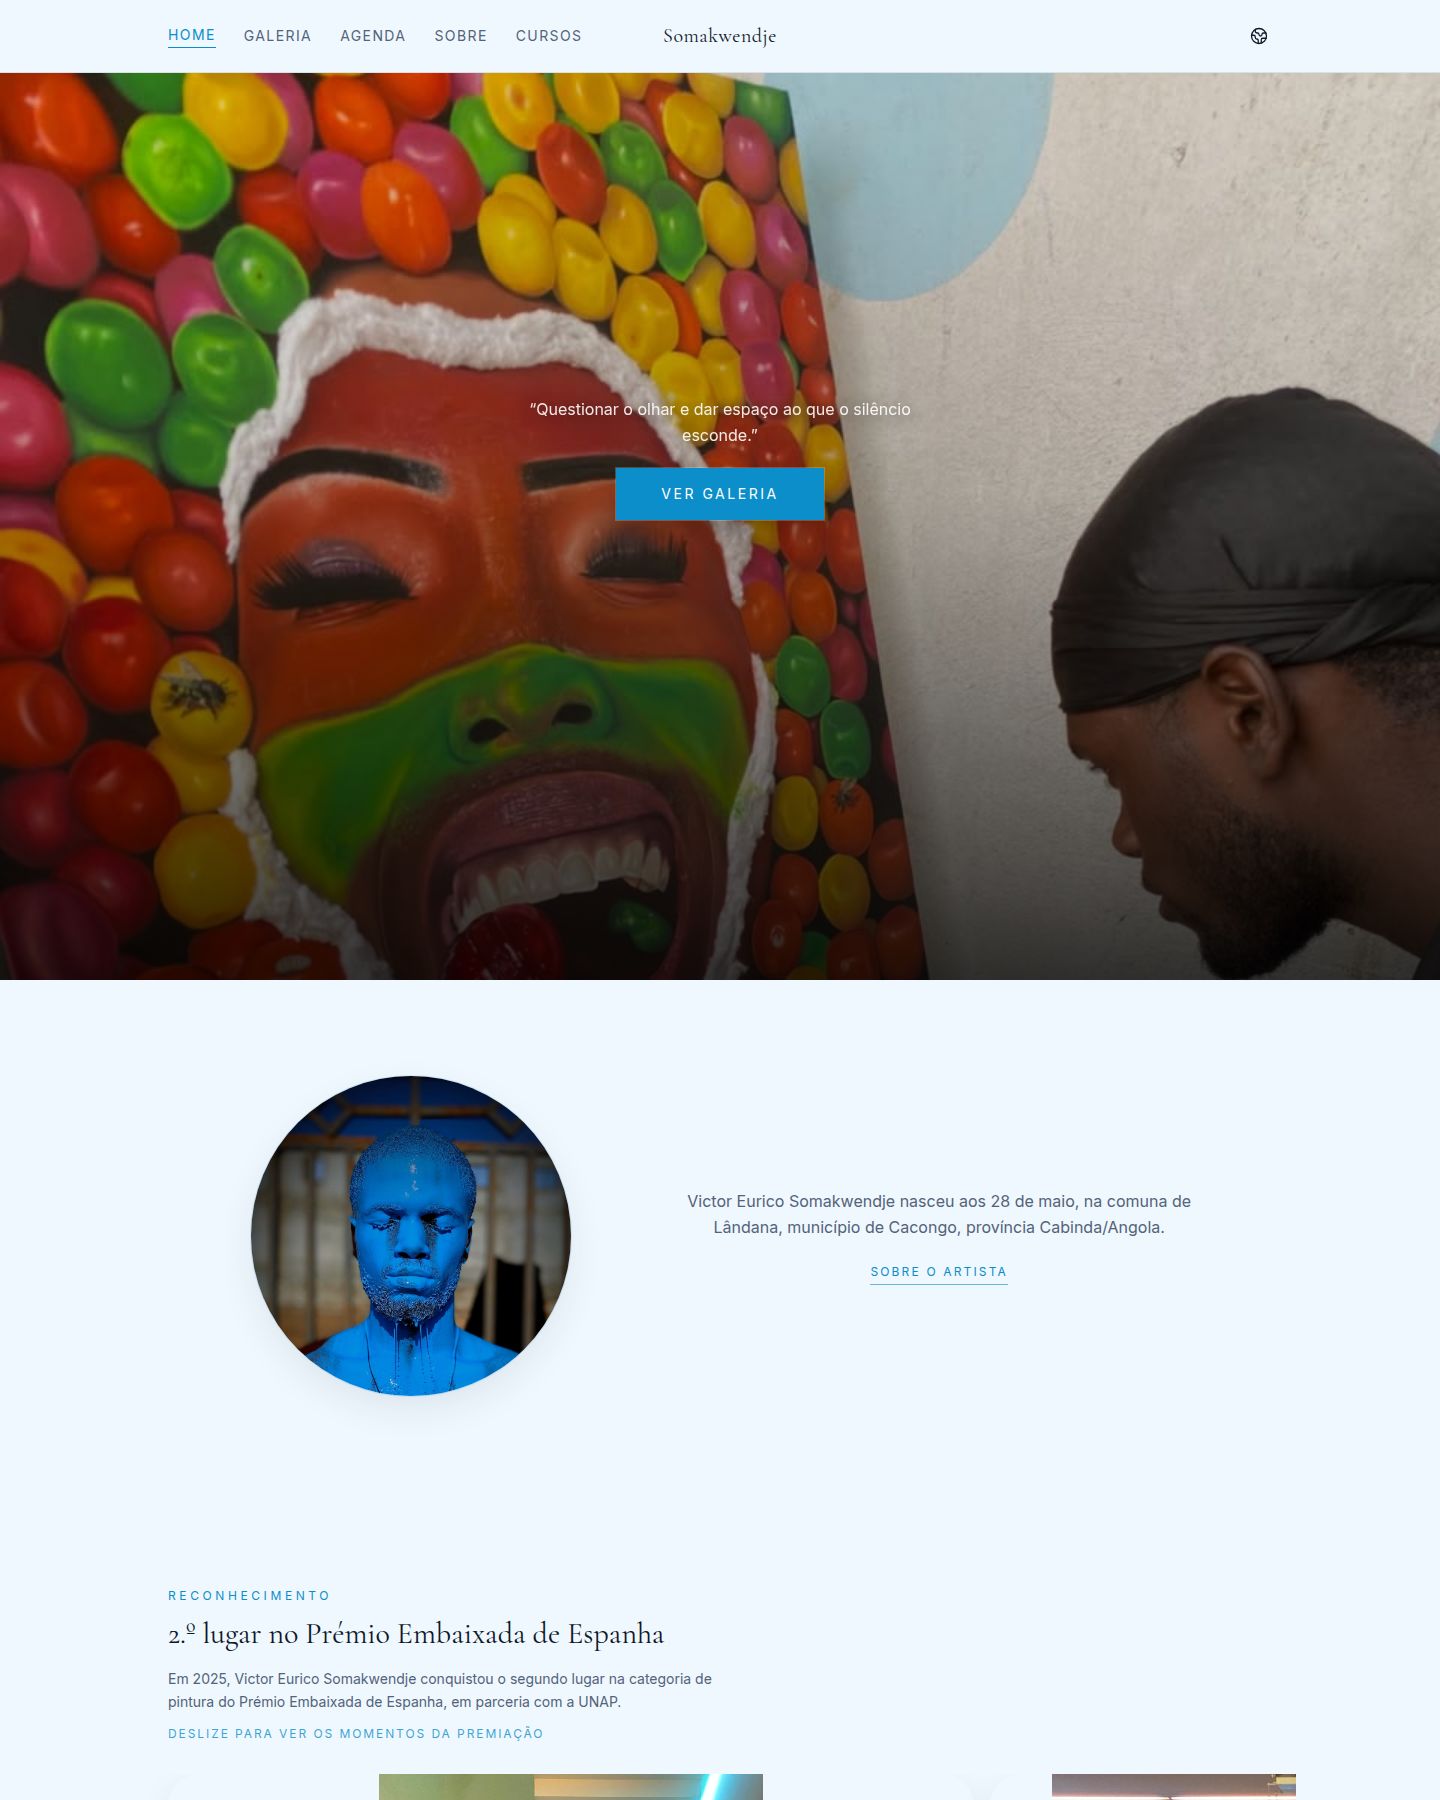 HOME GALERIA AGENDA SOBRE CURSOS Somakwendje
"Questionar o olhar e dar espaço ao que o silêncio
esconde."
VER GALERIA
Victor Eurico Somakwendje nasceu aos 28 de maio, na comuna de
Lândana, município de Cacongo, província Cabinda/Angola.
SOBRE O ARTISTA
RECONHECIMENTO
2.º lugar no Prémio Embaixada de Espanha
Em 2025, Victor Eurico Somakwendje conquistou o segundo lugar na categoria de
pintura do Prémio Embaixada de Espanha, em parceria com a UNAP.
DESLIZE PARA VER OS MOMENTOS DA PREMIAÇÃO